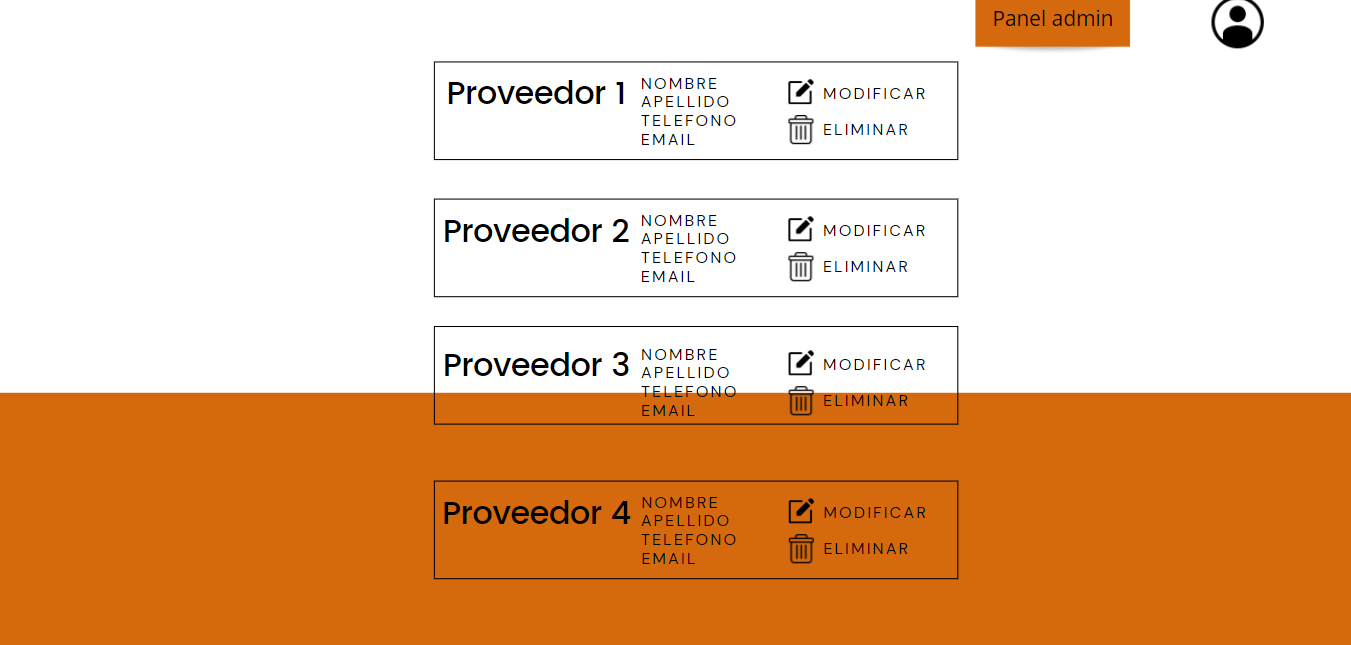 Panel admin
Proveedor 1
NOMBRE
APELLIDO
TELEFONO
EMAIL
MODIFICAR
ELIMINAR
Proveedor 2
NOMBRE
APELLIDO
TELEFONO
EMAIL
MODIFICAR
ELIMINAR
Proveedor 3
NOMBRE
APELLIDO
TELEFONO
EMAIL
MODIFICAR
ELIMINAR
Proveedor 4
NOMBRE
APELLIDO
TELEFONO
EMAIL
MODIFICAR
ELIMINAR